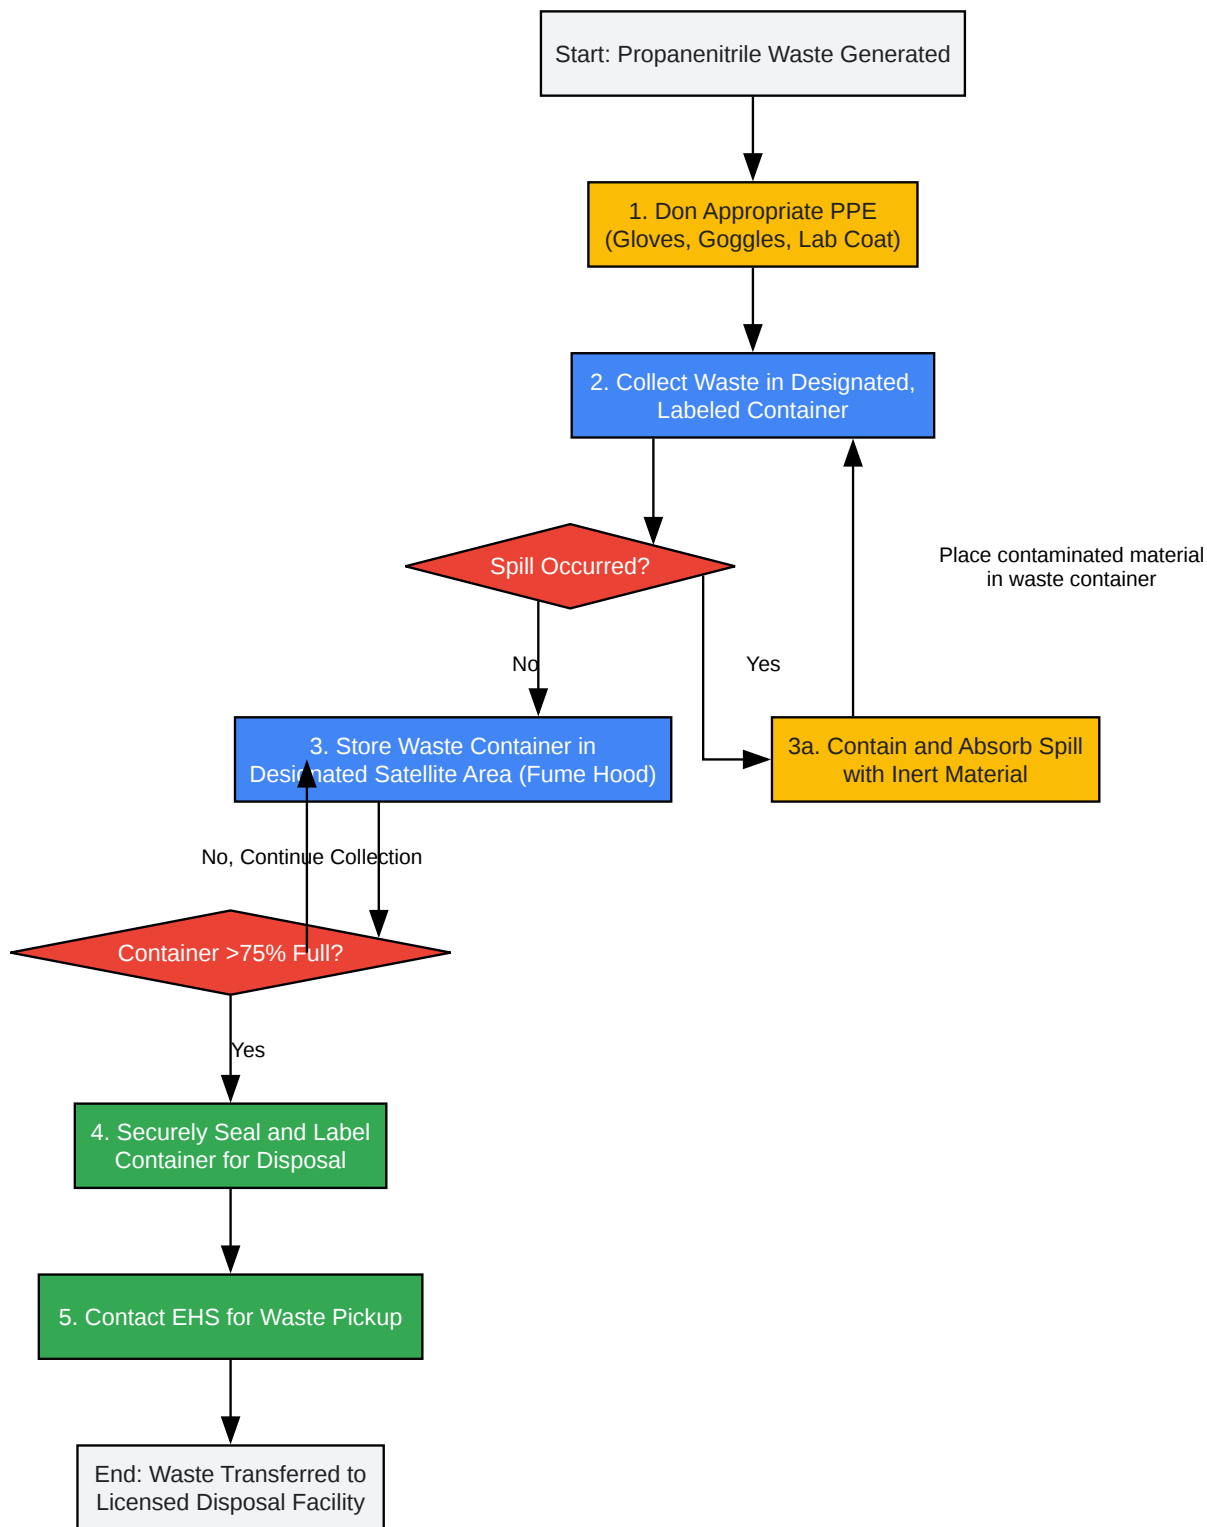 Start: Propanenitrile Waste Generated
1. Don Appropriate PPE
(Gloves, Goggles, Lab Coat)
2. Collect Waste in Designated,
Labeled Container
Spill Occurred?
Place contaminated material
in waste container
No
Yes
3. Store Waste Container in
Designated Satellite Area (Fume Hood)
3a. Contain and Absorb Spill
with Inert Material
No, Continue Collection
Container >75% Full?
Yes
4. Securely Seal and Label
Container for Disposal
5. Contact EHS for Waste Pickup
End: Waste Transferred to
Licensed Disposal Facility